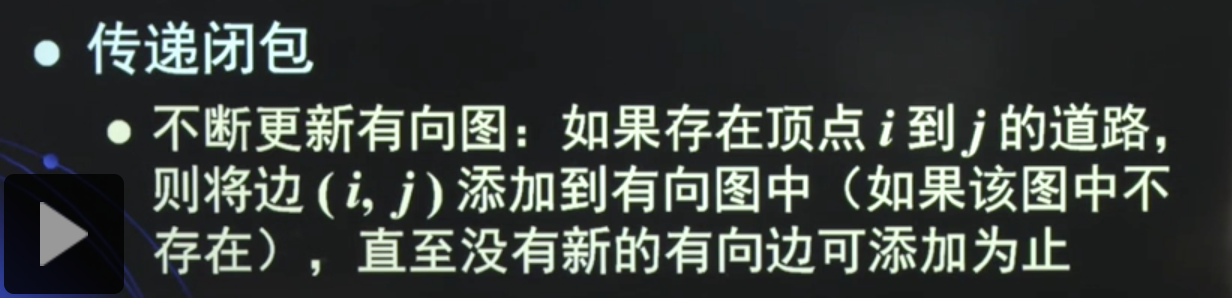 ● 传递闭包
● 不断更新有向图：如果存在顶点 i 到 j 的道路，
则将边 (i, j) 添加到有向图中（如果该图中不
存在），直至没有新的有向边可添加为止